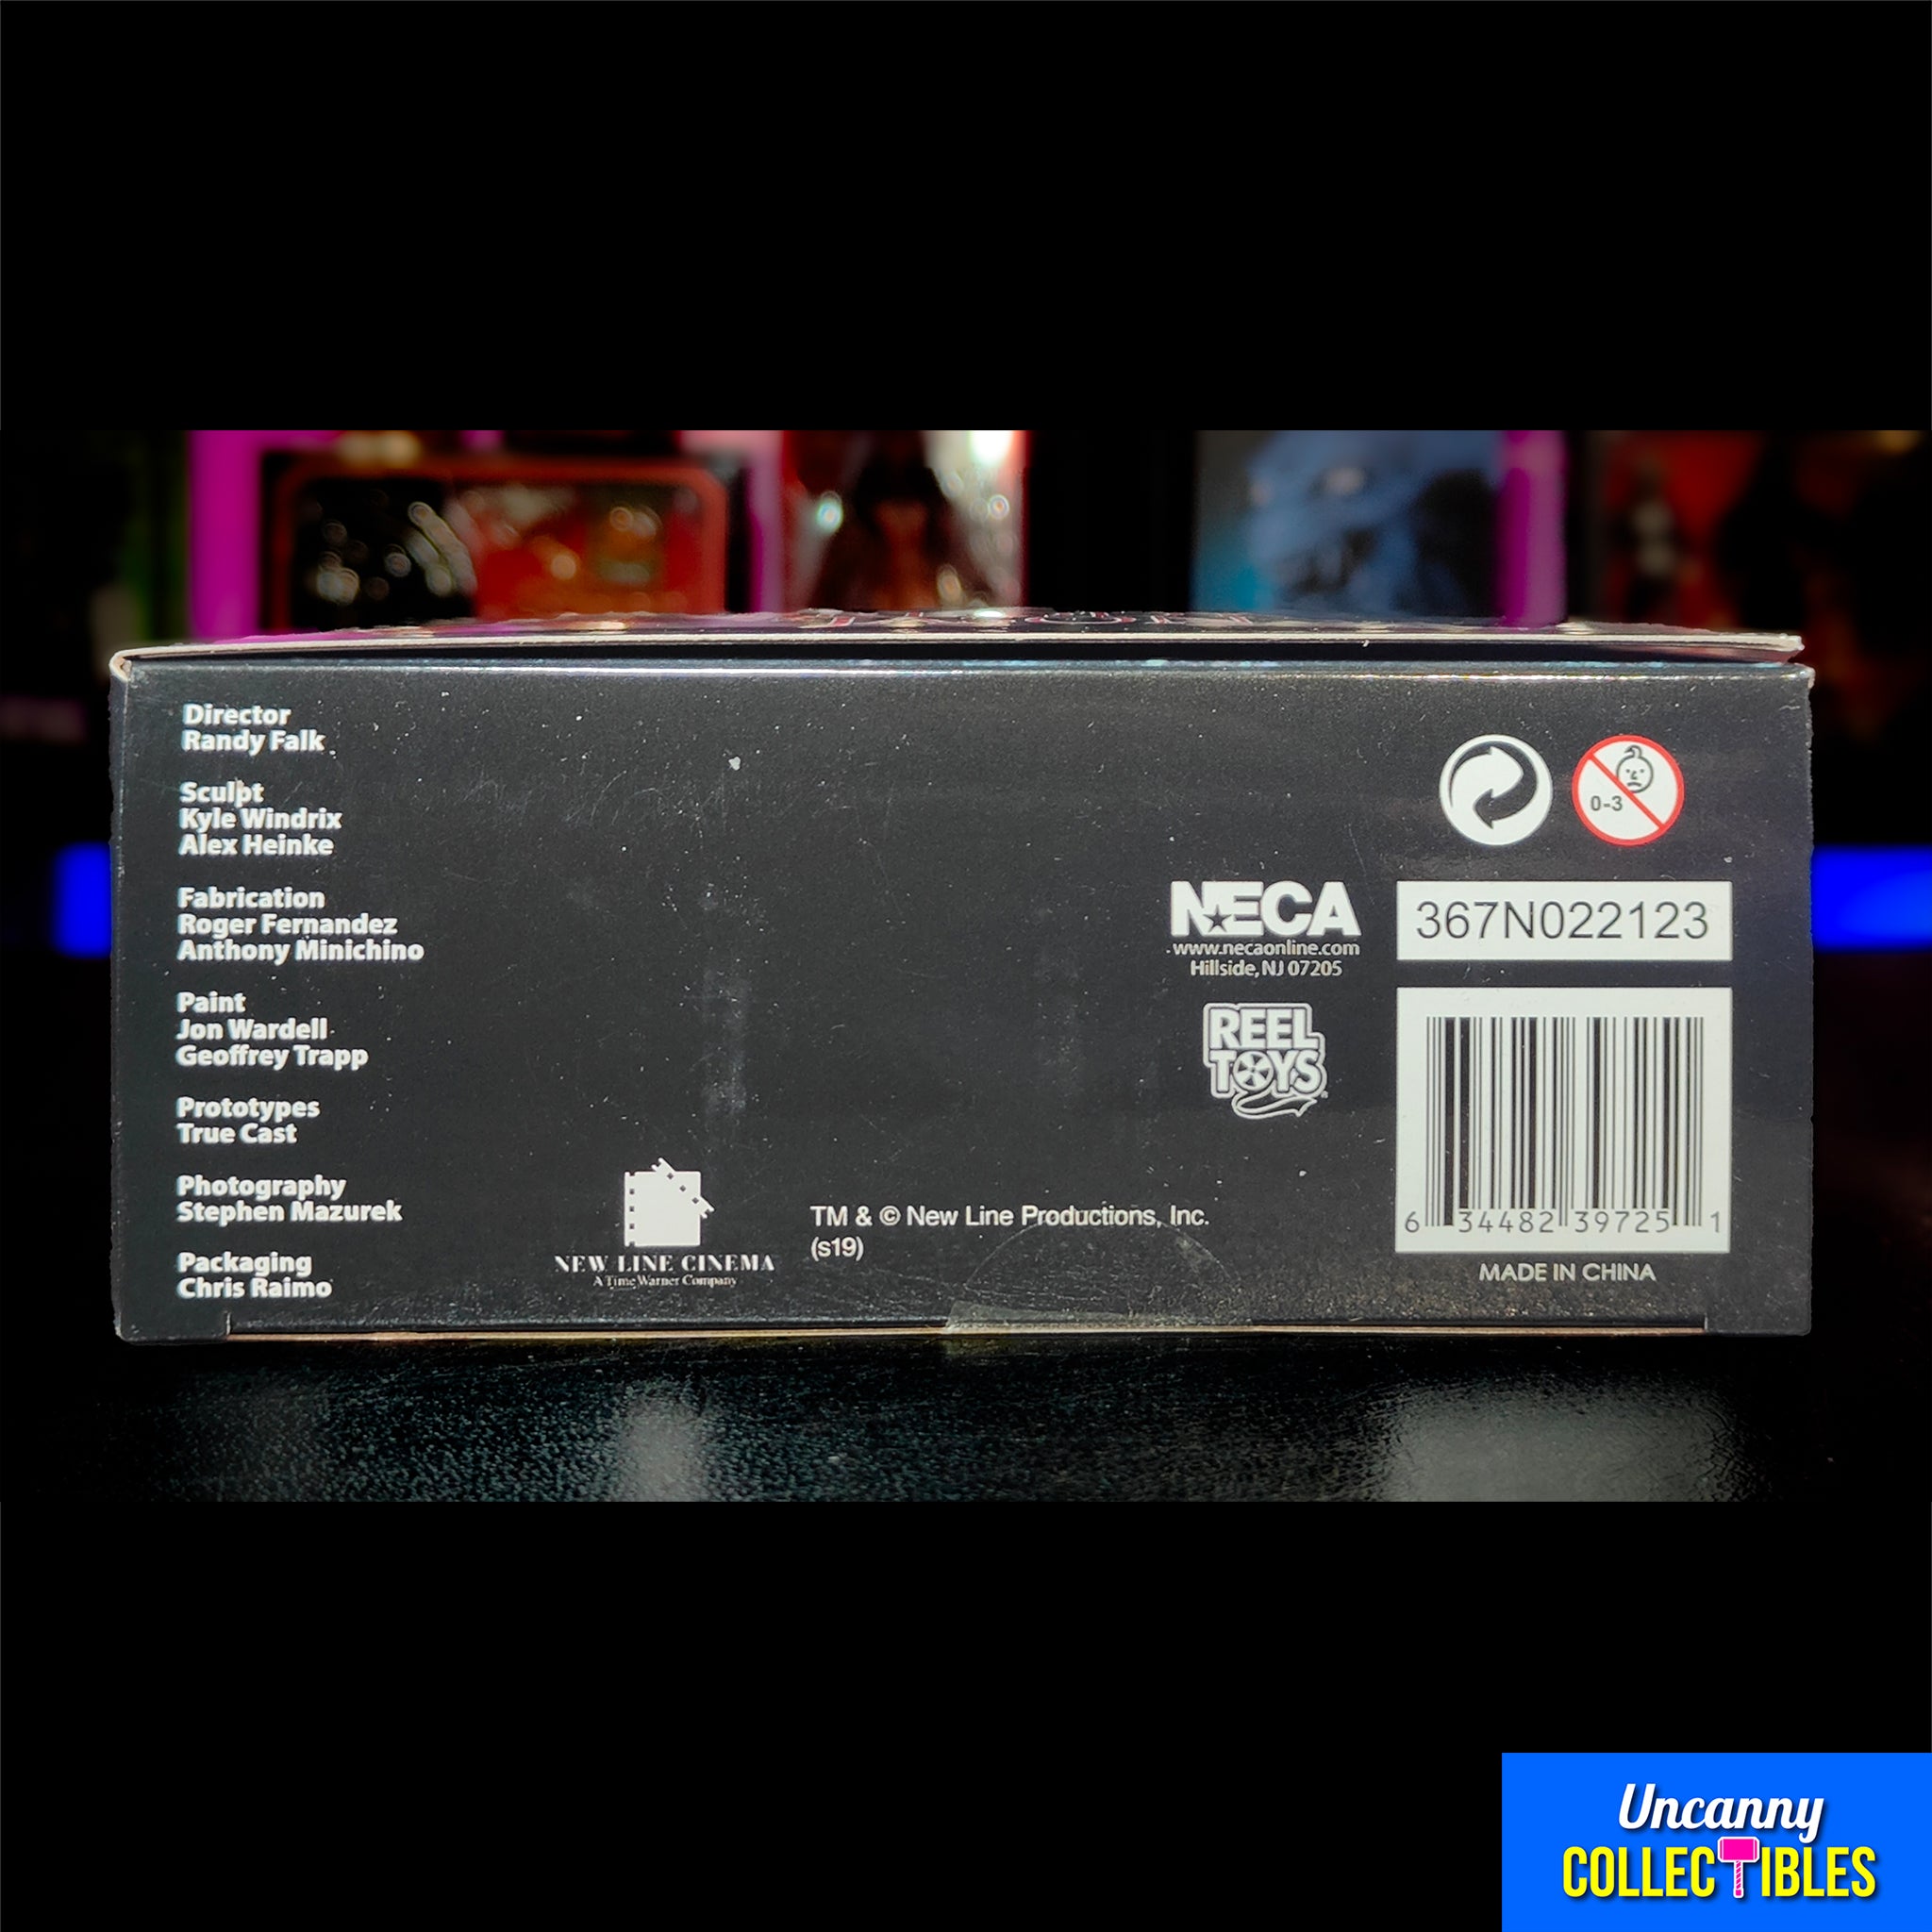 Director
Randy Falk
Sculpt
Kyle Windrix
Alex Heinke
Fabrication
Roger Fernandez
Anthony Minichino
Paint
Jon Wardell
Geoffrey Trapp
Prototypes
True Cast
Photography
Stephen Mazurek
Packaging
Chris Raimo
NEW LINE CINEMA
A Time Warner Company
TM & © New Line Productions, Inc.
(s19)
NECA
www.necaonline.com
Hillside, NJ 07205
REEL
TOYS
0-3
367N022123
6 34482 39725 1
MADE IN CHINA
Uncanny
COLLECTIBLES